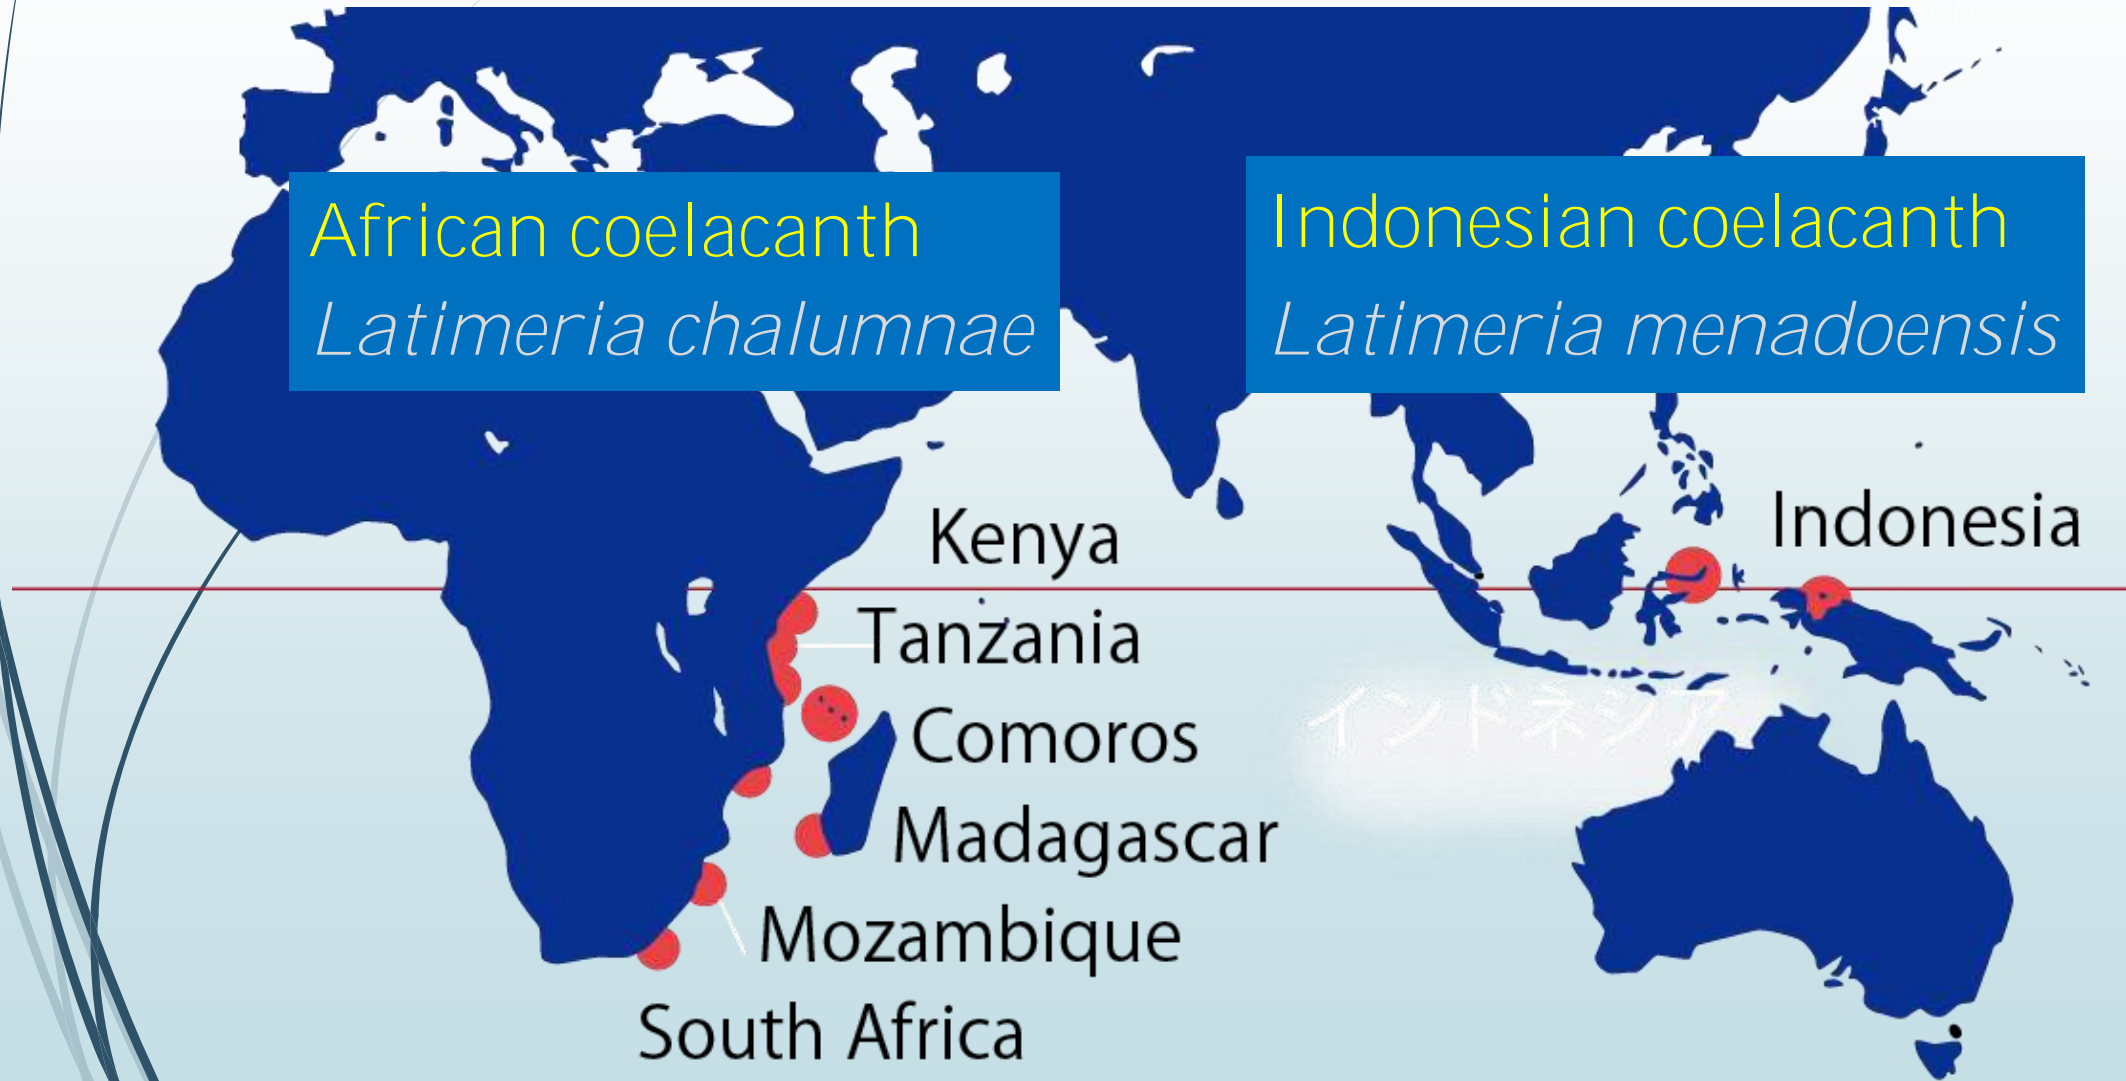 African coelacanth
Latimeria chalumnae
Indonesian coelacanth
Latimeria menadoensis
Indonesia
Kenya
Tanzania
Comoros
インドネシア
Madagascar
Mozambique
South Africa